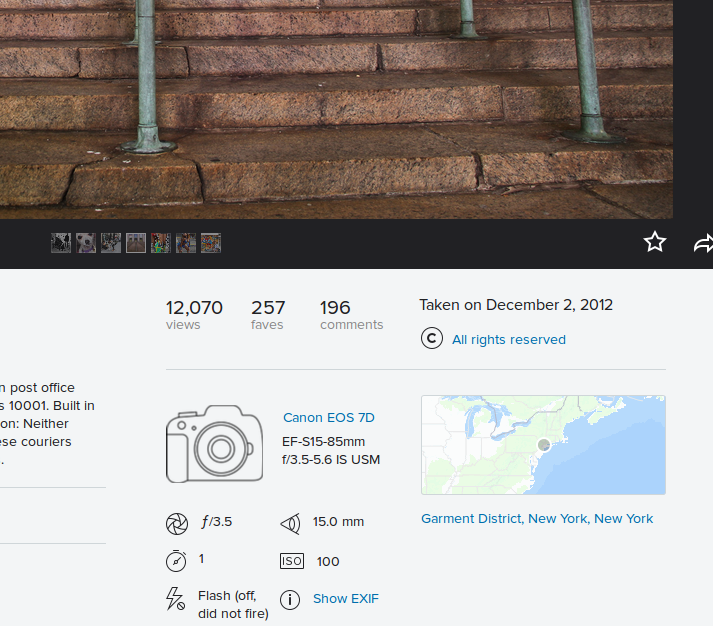 12,070
views
257
faves
196
comments
Taken on December 2, 2012
C All rights reserved
n post office
s 10001. Built in
on: Neither
ese couriers
.
Canon EOS 7D
EF-S15-85mm
f/3.5-5.6 IS USM
ƒ/3.5
15.0 mm
1
ISO 100
Flash (off,
did not fire)
i Show EXIF
Garment District, New York, New York